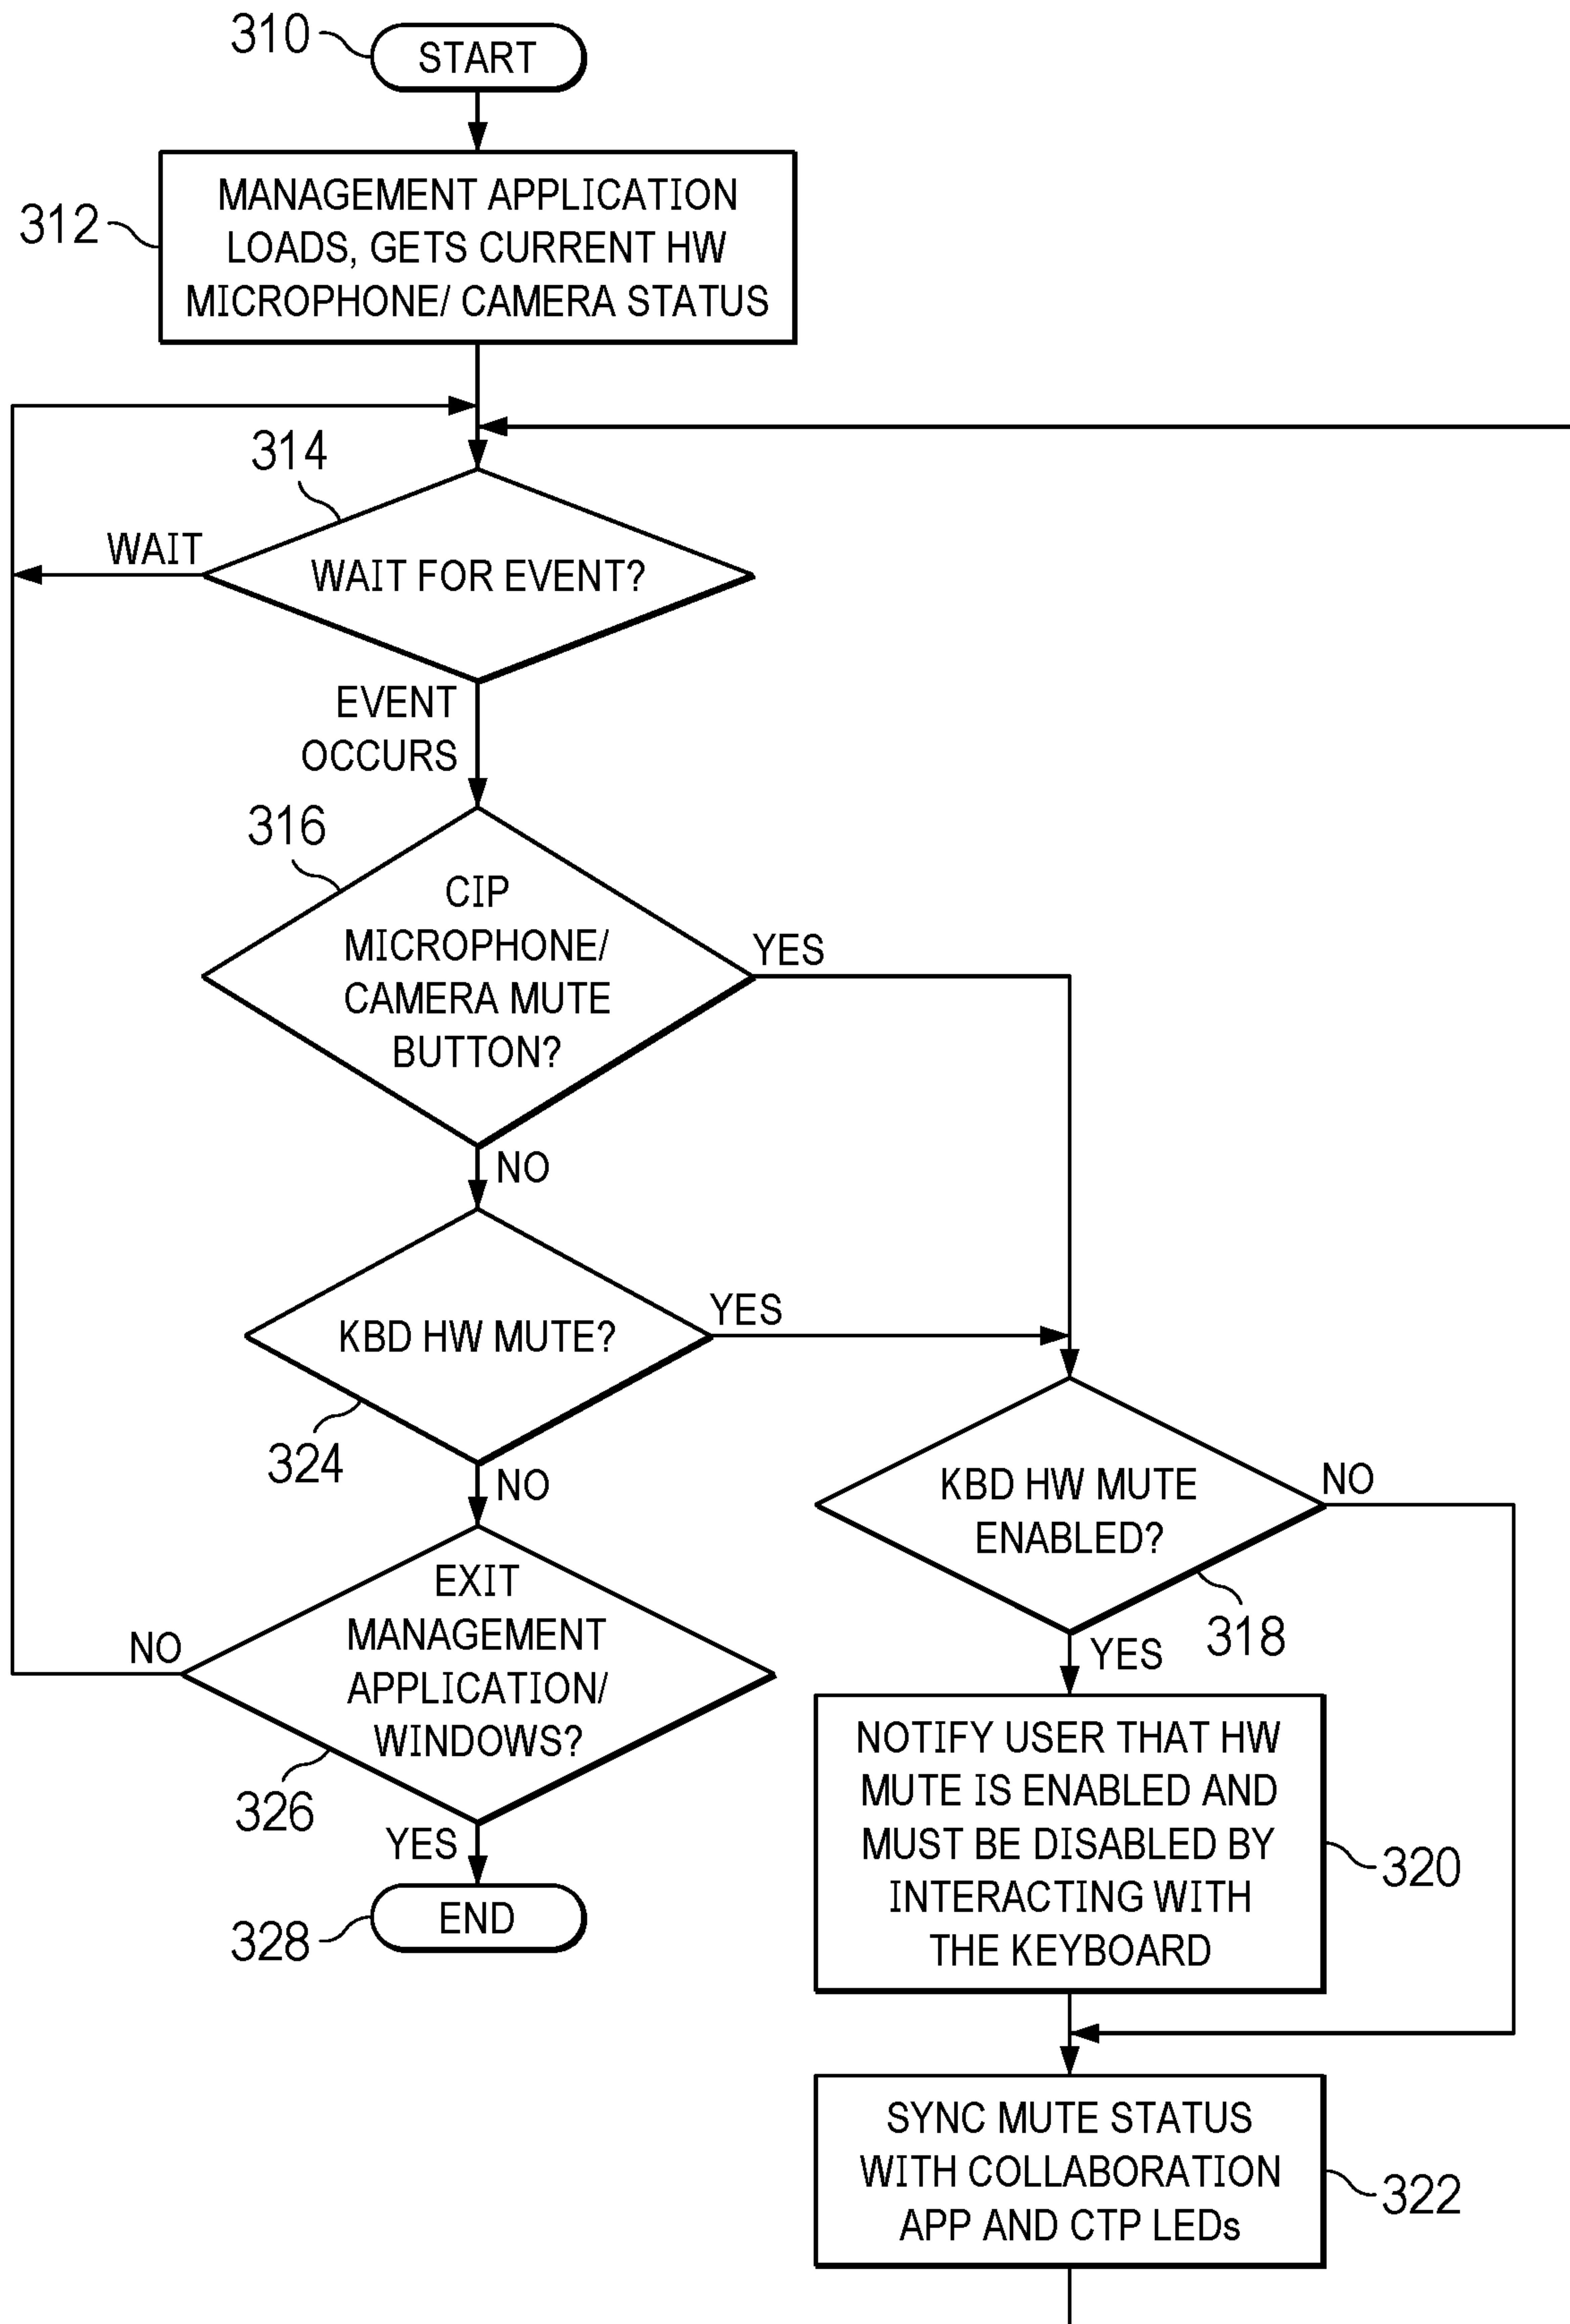 310
START
312
MANAGEMENT APPLICATION
LOADS, GETS CURRENT HW
MICROPHONE/ CAMERA STATUS
314
WAIT
WAIT FOR EVENT?
EVENT
OCCURS
316
CIP
MICROPHONE/
CAMERA MUTE
BUTTON?
YES
NO
KBD HW MUTE?
YES
324
NO
KBD HW MUTE
ENABLED?
NO
318
YES
EXIT
MANAGEMENT
APPLICATION/
WINDOWS?
NO
326
YES
END
328
NOTIFY USER THAT HW
MUTE IS ENABLED AND
MUST BE DISABLED BY
INTERACTING WITH
THE KEYBOARD
320
SYNC MUTE STATUS
WITH COLLABORATION
APP AND CTP LEDs
322